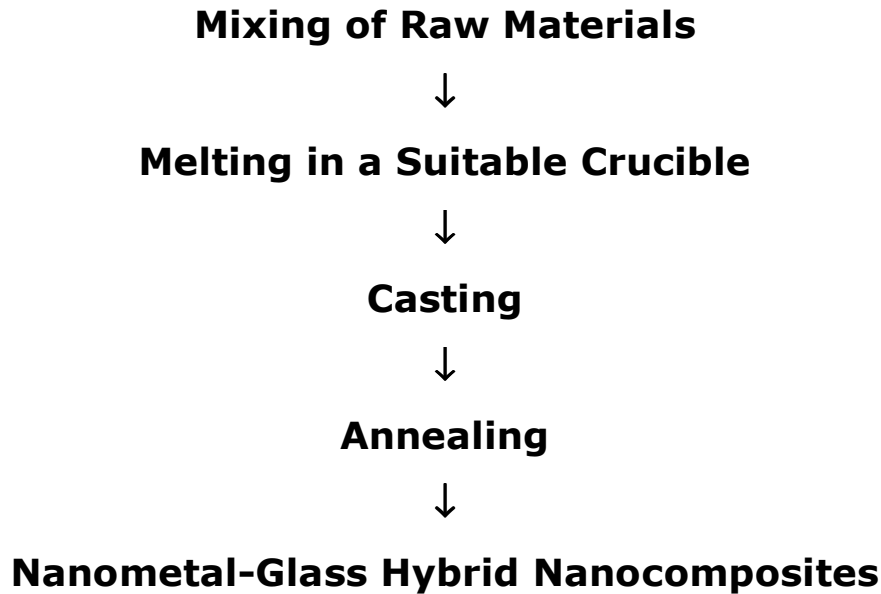 Mixing of Raw Materials
↓
Melting in a Suitable Crucible
↓
Casting
↓
Annealing
↓
Nanometal-Glass Hybrid Nanocomposites